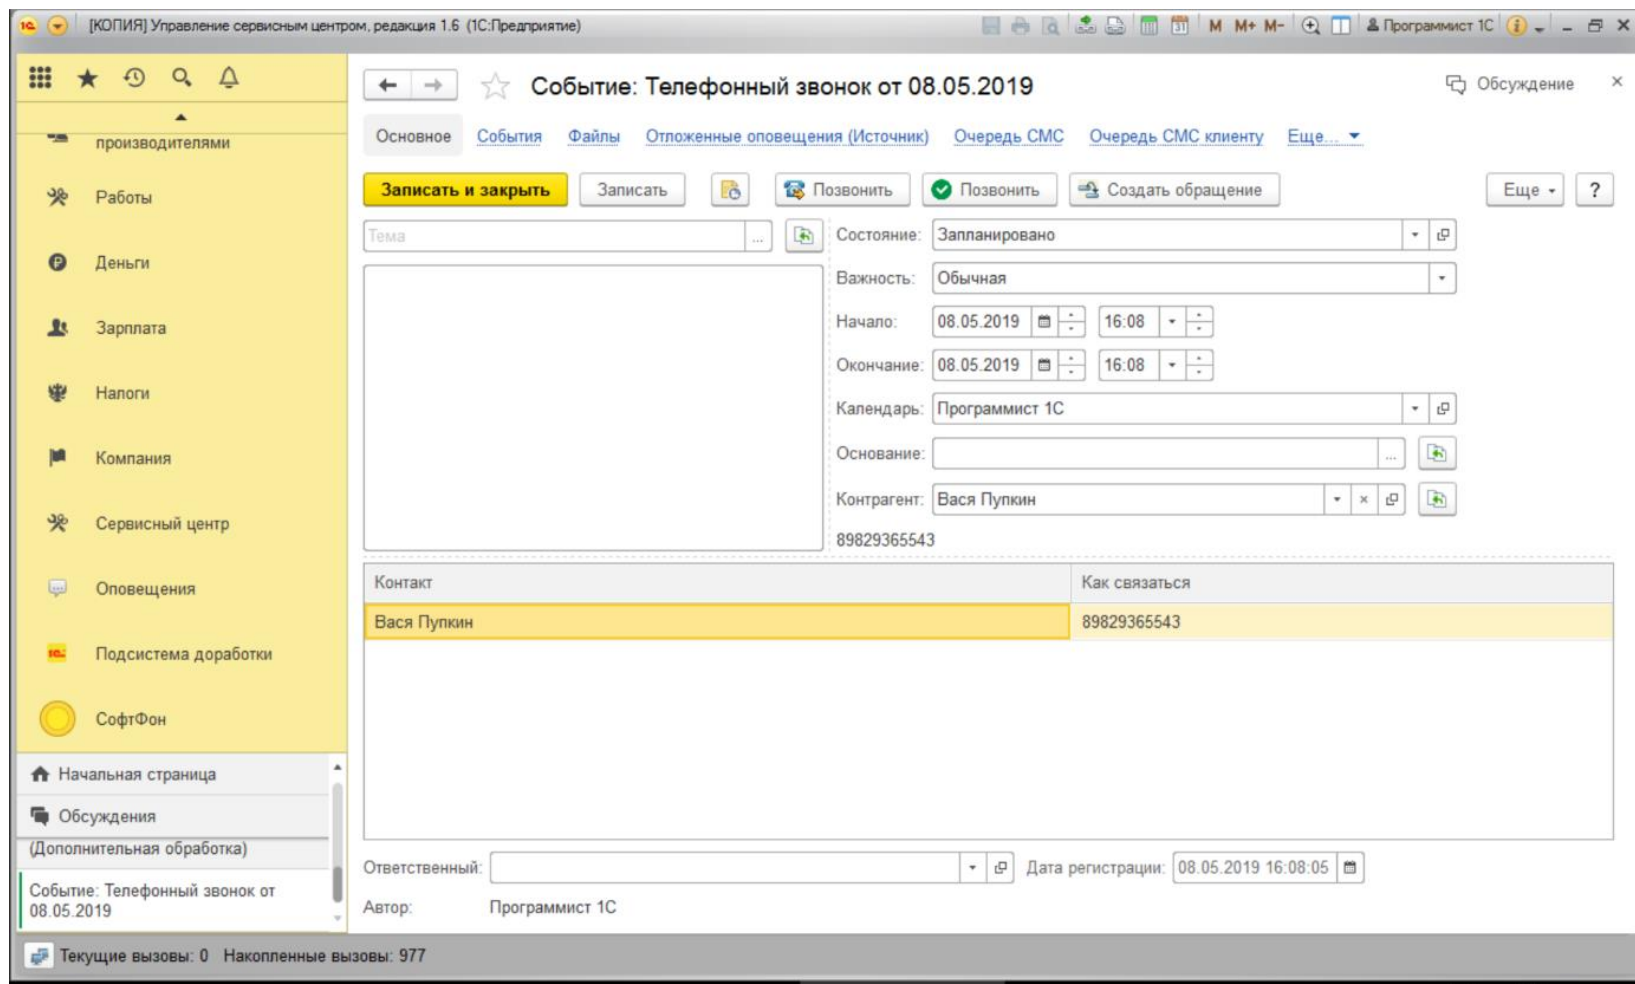 [КОПИЯ] Управление сервисным центром, редакция 1.6 (1С:Предприятие)
M M+ M- Программист 1С
Событие: Телефонный звонок от 08.05.2019
Обсуждение
Основное События Файлы Отложенные оповещения (Источник) Очередь СМС Очередь СМС клиенту Еще...
Записать и закрыть Записать Позвонить Позвонить Создать обращение Еще ?
производителями
Работы
Деньги
Зарплата
Налоги
Компания
Сервисный центр
Оповещения
Подсистема доработки
СофтФон
Начальная страница
Обсуждения
(Дополнительная обработка)
Событие: Телефонный звонок от
08.05.2019
Тема ...
Состояние: Запланировано
Важность: Обычная
Начало: 08.05.2019 16:08
Окончание: 08.05.2019 16:08
Календарь: Программист 1С
Основание: ...
Контрагент: Вася Пупкин
89829365543
Контакт Как связаться
Вася Пупкин 89829365543
Ответственный: Дата регистрации: 08.05.2019 16:08:05
Автор: Программист 1С
Текущие вызовы: 0 Накопленные вызовы: 977